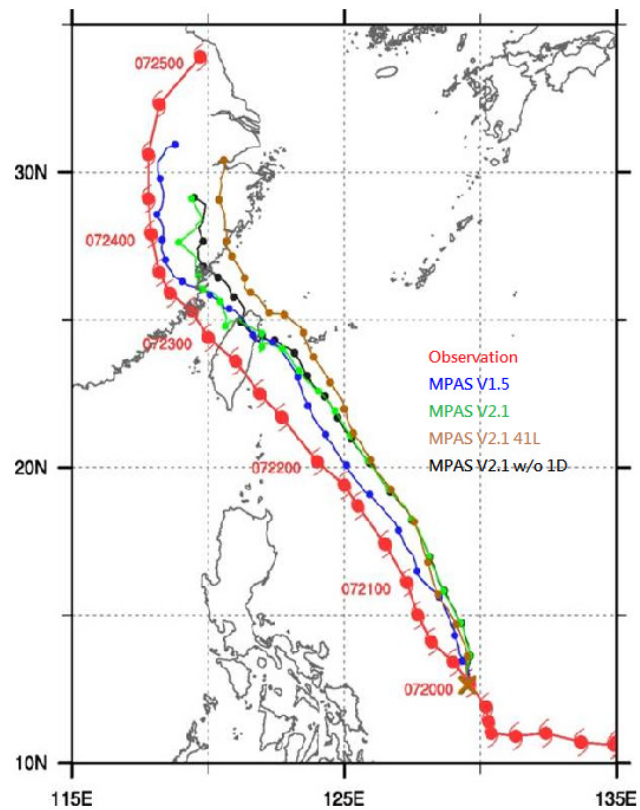 072500
30N
072400
072300
Observation
MPAS V1.5
MPAS V2.1
MPAS V2.1 41L
MPAS V2.1 w/o 1D
20N
072200
072100
072000
10N
115E
125E
135E